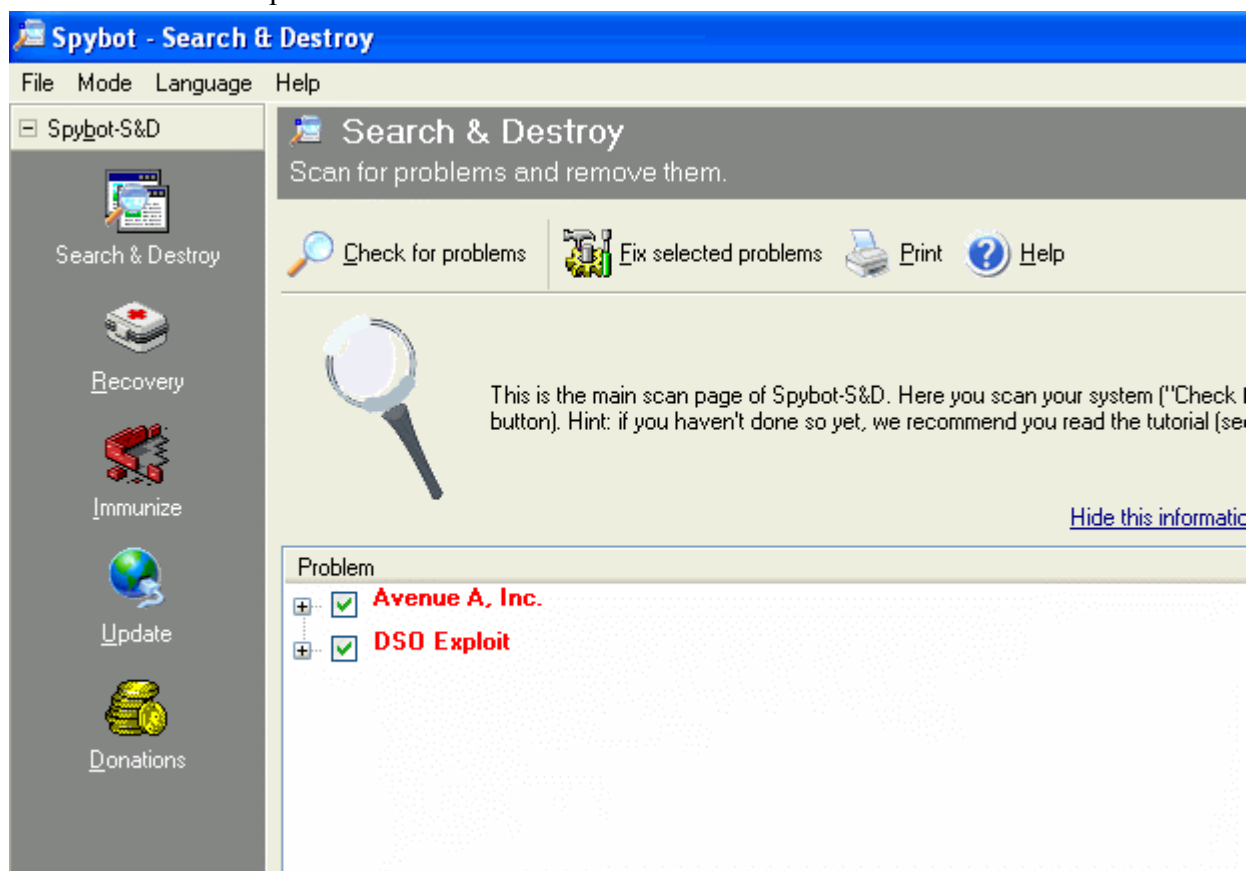 Spybot - Search & Destroy
File Mode Language Help
Spybot-S&D
Search & Destroy
Recovery
Immunize
Update
Donations
Search & Destroy
Scan for problems and remove them.
Check for problems Fix selected problems Print Help
This is the main scan page of Spybot-S&D. Here you scan your system ("Check
button). Hint: if you haven't done so yet, we recommend you read the tutorial
Hide this
Problem
Avenue A, Inc.
DSO Exploit